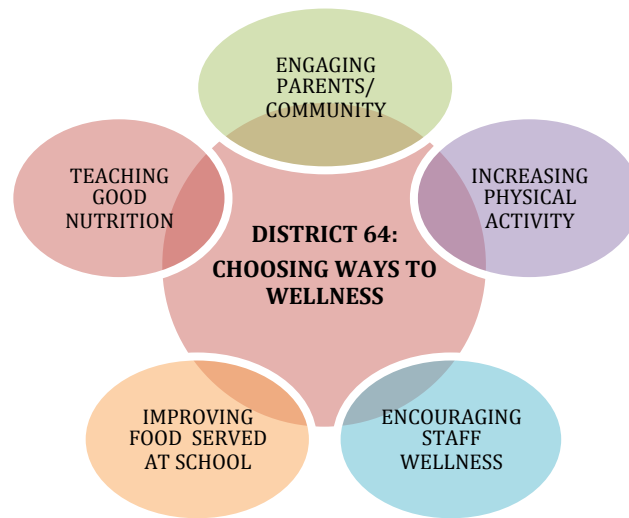 ENGAGING
PARENTS/
COMMUNITY
TEACHING
GOOD
NUTRITION
INCREASING
PHYSICAL
ACTIVITY
DISTRICT 64:
CHOOSING WAYS TO
WELLNESS
IMPROVING
FOOD SERVED
AT SCHOOL
ENCOURAGING
STAFF
WELLNESS